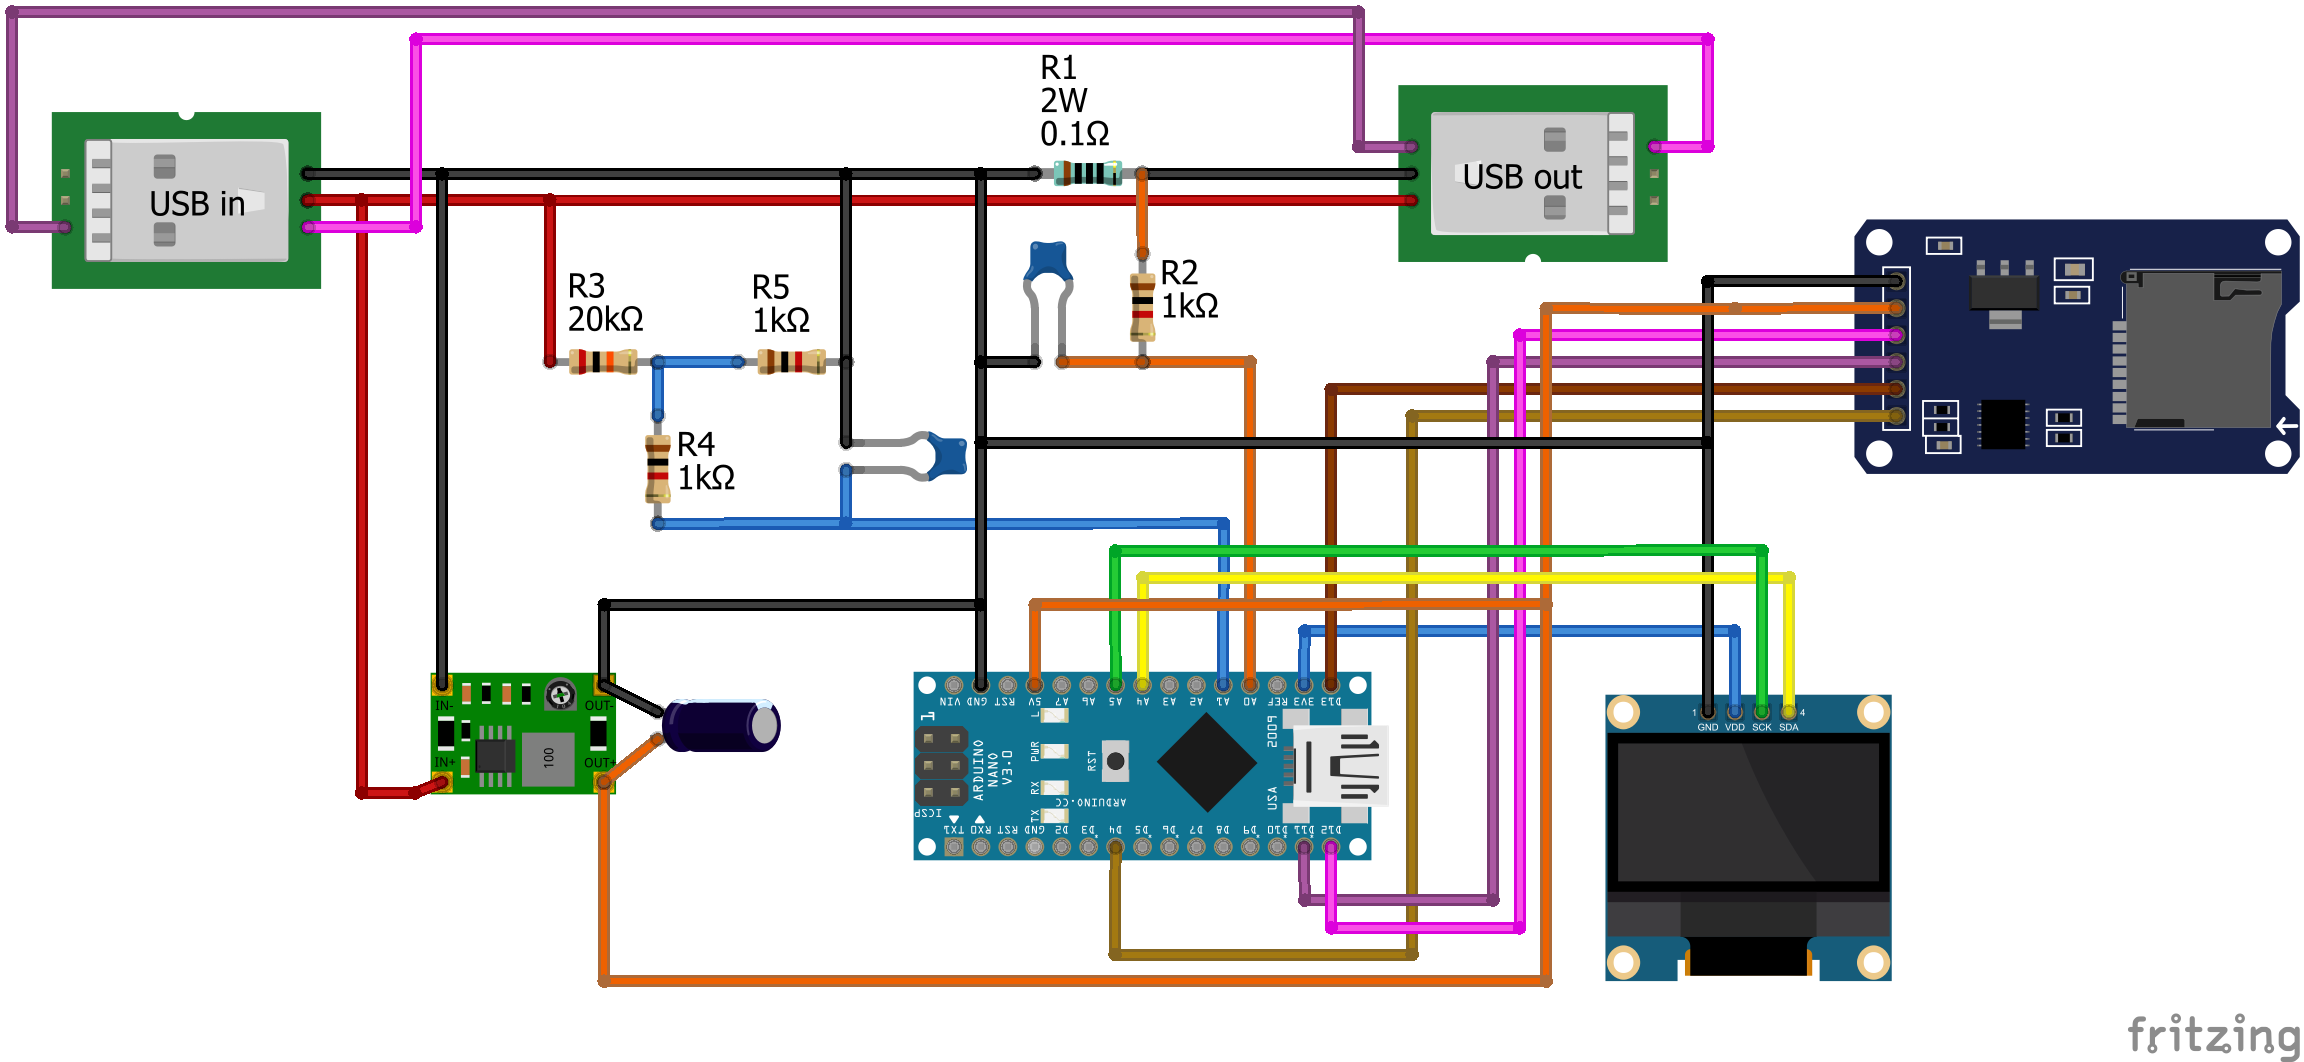 R1
2W
0.1Ω
USB in
USB out
R3
20kΩ
R5
1kΩ
R2
1kΩ
R4
1kΩ
IN-
OUT-
IN+
OUT+
100
VIN
GND
RST
5V
A7
A6
A5
A4
A3
A2
A1
A0
REF
3V3
D13
L
PWR
RX
TX
RST
ARDUINO
NANO
V3.0
ARDUINO.CC
2009
USA
ICSP
1
TX1
RX0
RST
GND
D2
D3*
D4
D5*
D6*
D7
D8
D9*
D10*
D11*
D12
1
4
GND
VDD
SCK
SDA
fritzing